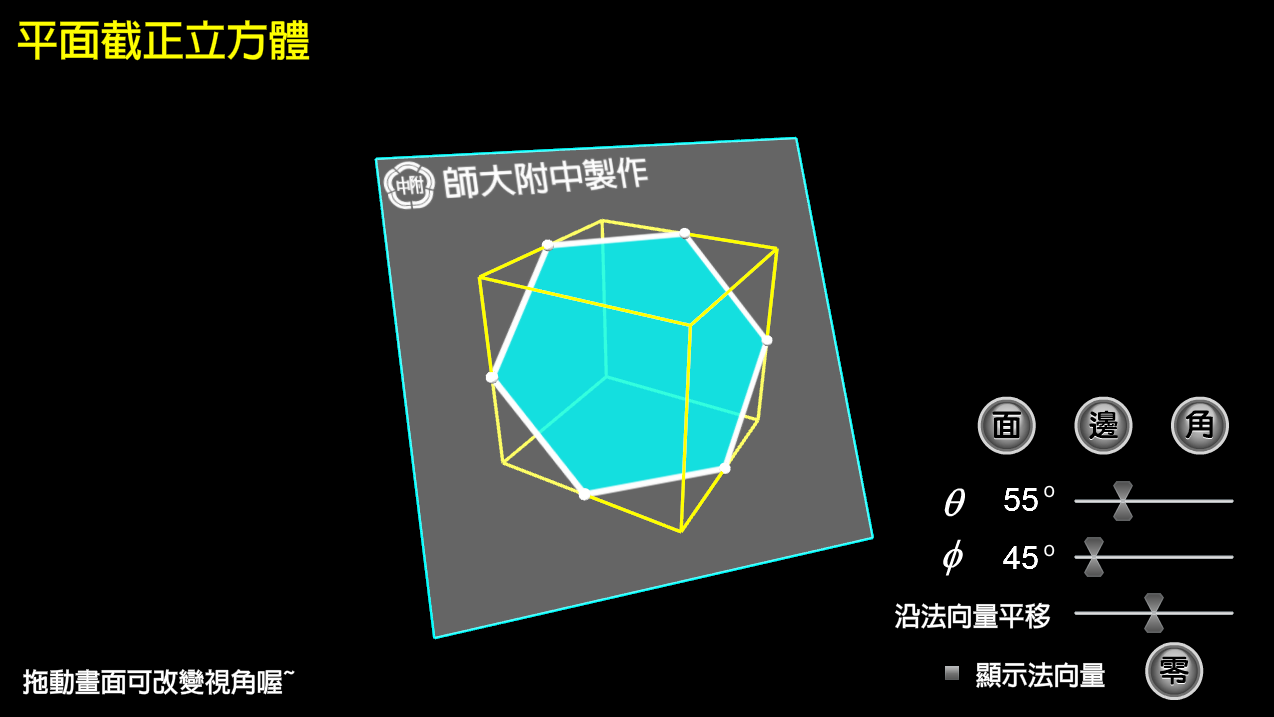 平面截正立方體
中附 師大附中製作
面 邊 角
θ 55°
ϕ 45°
沿法向量平移
顯示法向量 零
拖動畫面可改變視角喔~